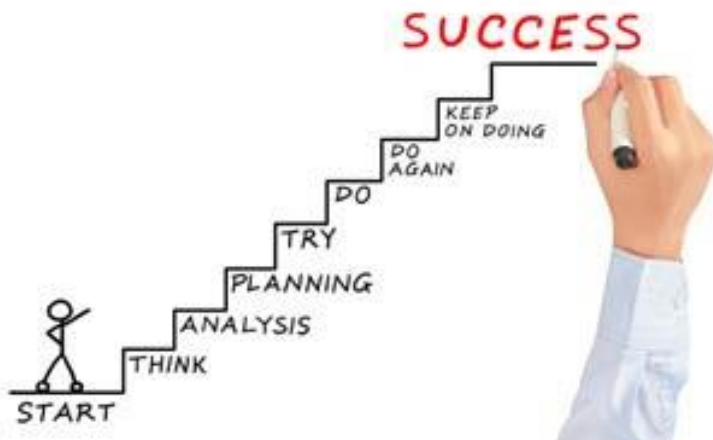 SUCCESS
KEEP
ON DOING
DO
AGAIN
DO
TRY
PLANNING
ANALYSIS
THINK
START